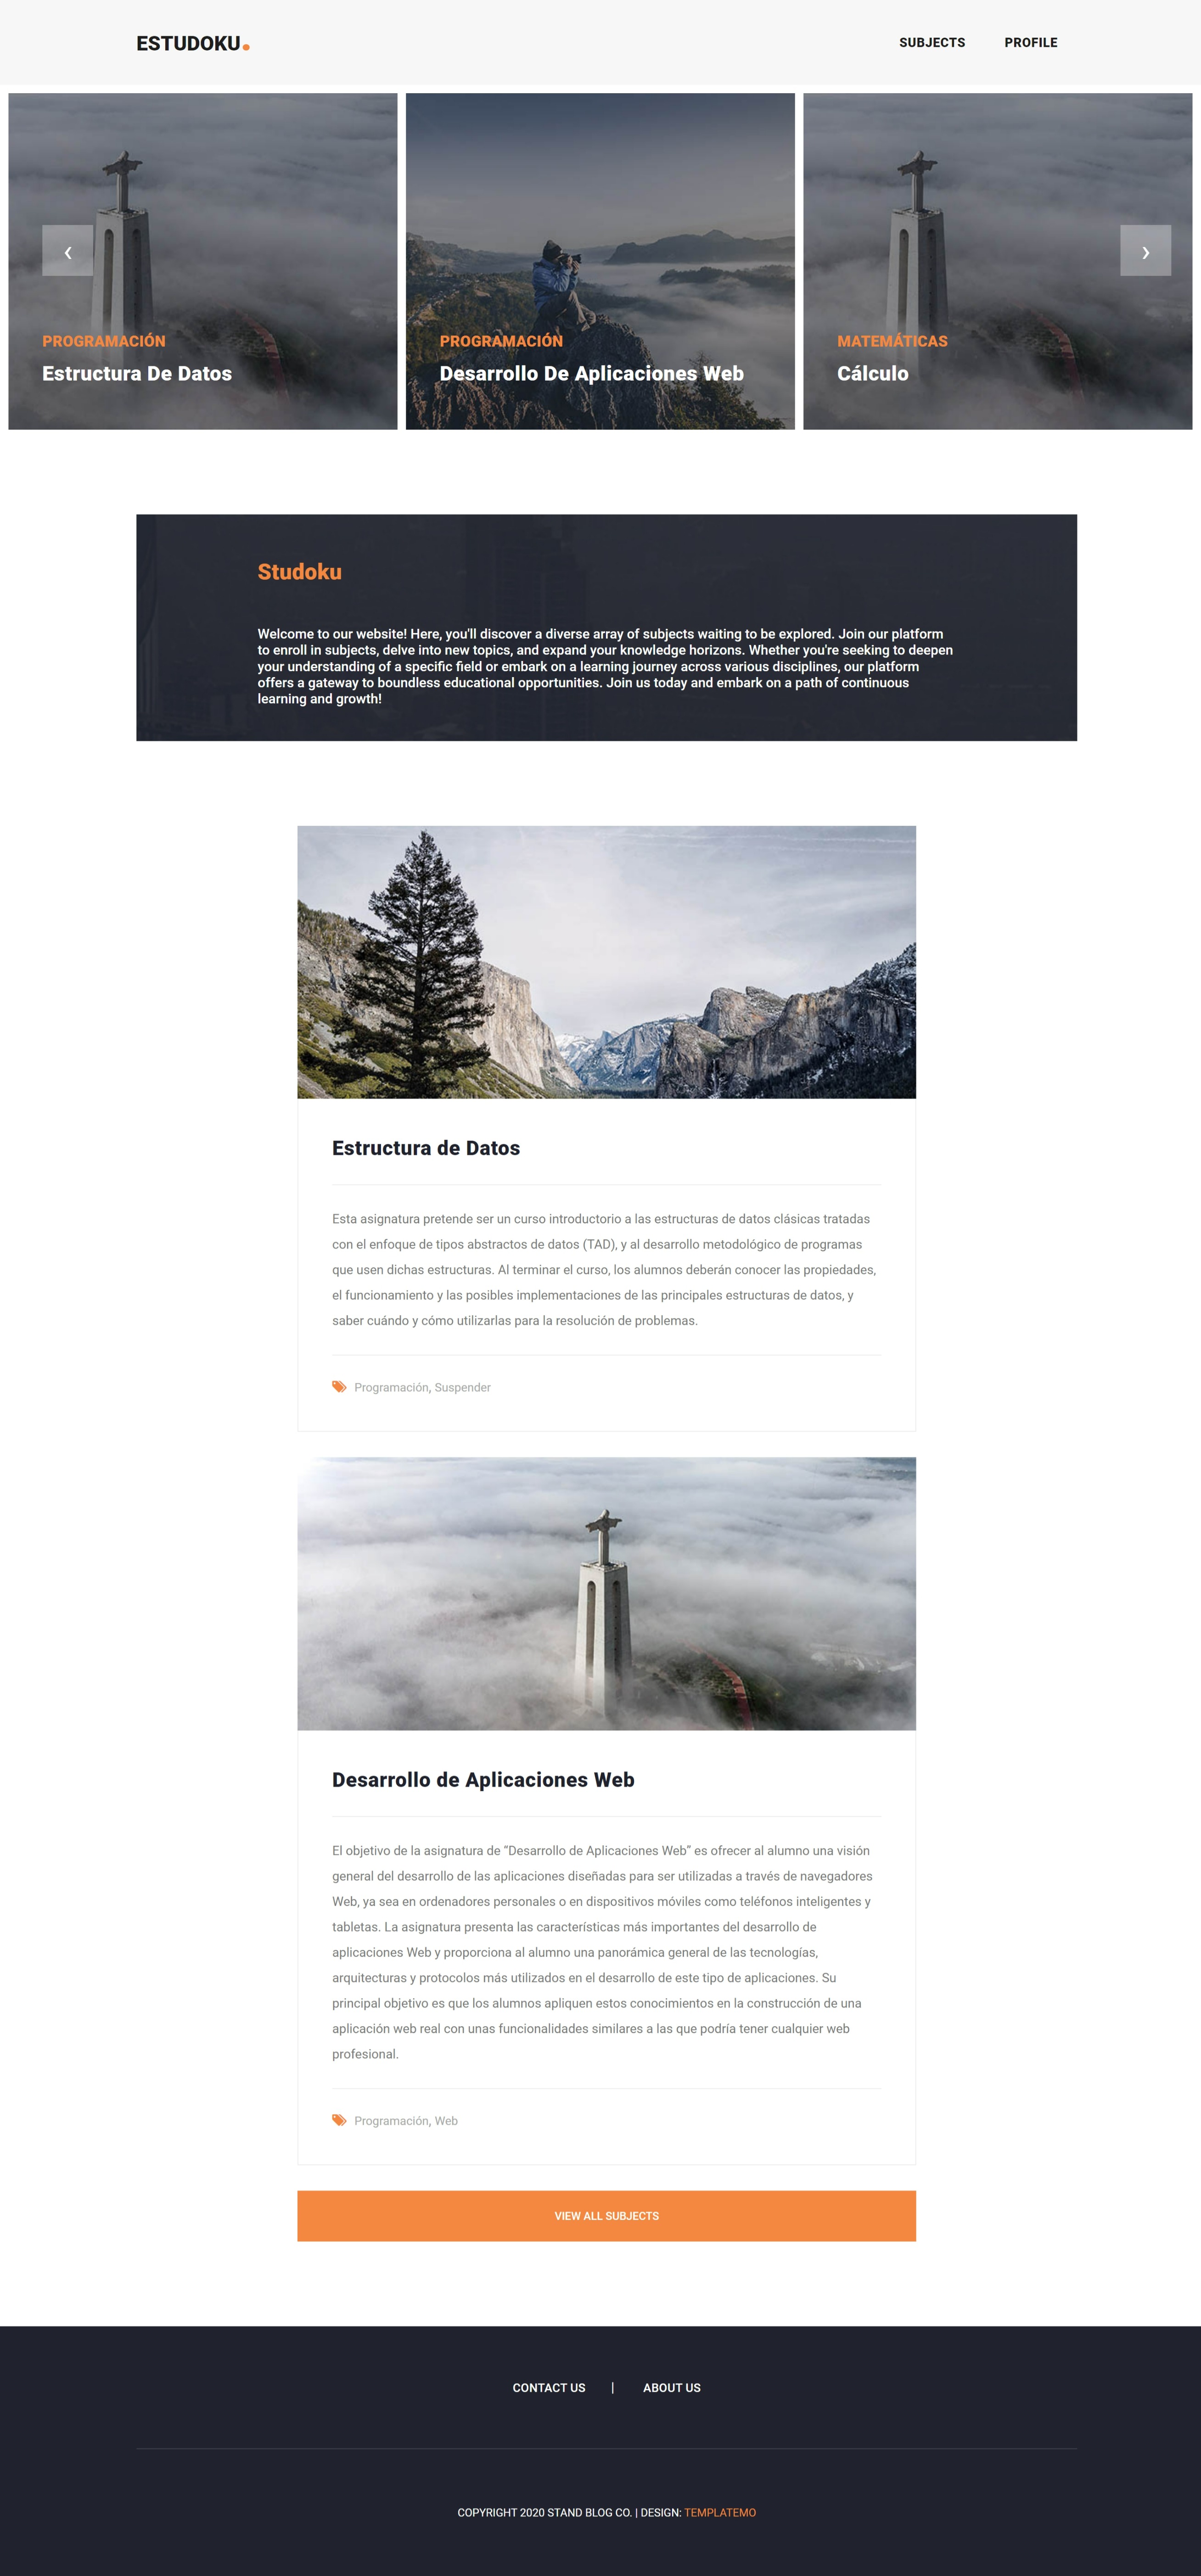 ESTUDOKU.
SUBJECTS
PROFILE
‹
PROGRAMACIÓN
Estructura De Datos
PROGRAMACIÓN
Desarrollo De Aplicaciones Web
›
MATEMÁTICAS
Cálculo
Studoku
Welcome to our website! Here, you'll discover a diverse array of subjects waiting to be explored. Join our platform
to enroll in subjects, delve into new topics, and expand your knowledge horizons. Whether you're seeking to deepen
your understanding of a specific field or embark on a learning journey across various disciplines, our platform
offers a gateway to boundless educational opportunities. Join us today and embark on a path of continuous
learning and growth!
Estructura de Datos
Esta asignatura pretende ser un curso introductorio a las estructuras de datos clásicas tratadas
con el enfoque de tipos abstractos de datos (TAD), y al desarrollo metodológico de programas
que usen dichas estructuras. Al terminar el curso, los alumnos deberán conocer las propiedades,
el funcionamiento y las posibles implementaciones de las principales estructuras de datos, y
saber cuándo y cómo utilizarlas para la resolución de problemas.
Programación, Suspender
Desarrollo de Aplicaciones Web
El objetivo de la asignatura de “Desarrollo de Aplicaciones Web” es ofrecer al alumno una visión
general del desarrollo de las aplicaciones diseñadas para ser utilizadas a través de navegadores
Web, ya sea en ordenadores personales o en dispositivos móviles como teléfonos inteligentes y
tabletas. La asignatura presenta las características más importantes del desarrollo de
aplicaciones Web y proporciona al alumno una panorámica general de las tecnologías,
arquitecturas y protocolos más utilizados en el desarrollo de este tipo de aplicaciones. Su
principal objetivo es que los alumnos apliquen estos conocimientos en la construcción de una
aplicación web real con unas funcionalidades similares a las que podría tener cualquier web
profesional.
Programación, Web
VIEW ALL SUBJECTS
CONTACT US | ABOUT US
COPYRIGHT 2020 STAND BLOG CO. | DESIGN: TEMPLATEMO